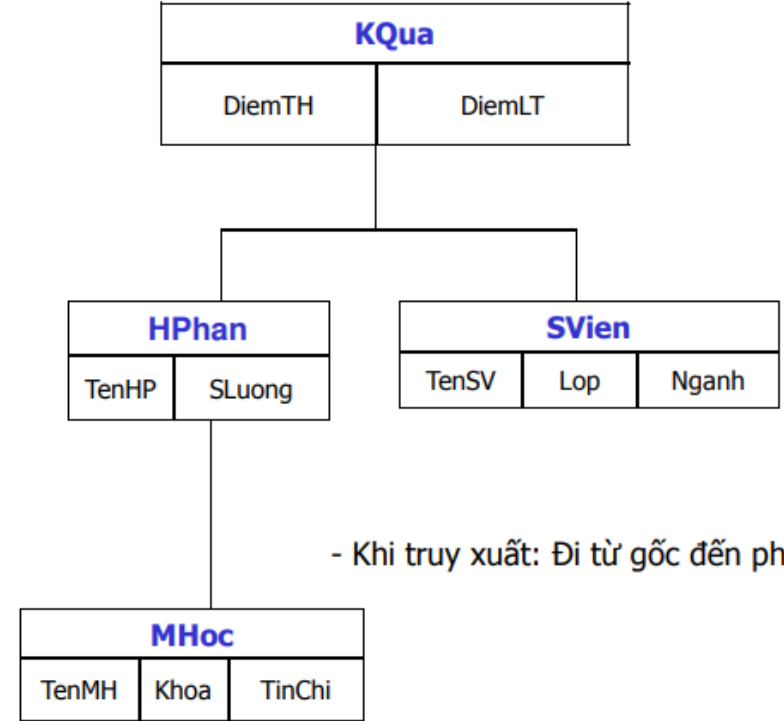 KQua
DiemTH DiemLT
HPhan
TenHP SLuong
SVien
TenSV Lop Nganh
- Khi truy xuất: Đi từ gốc đến ph
MHoc
TenMH Khoa TinChi